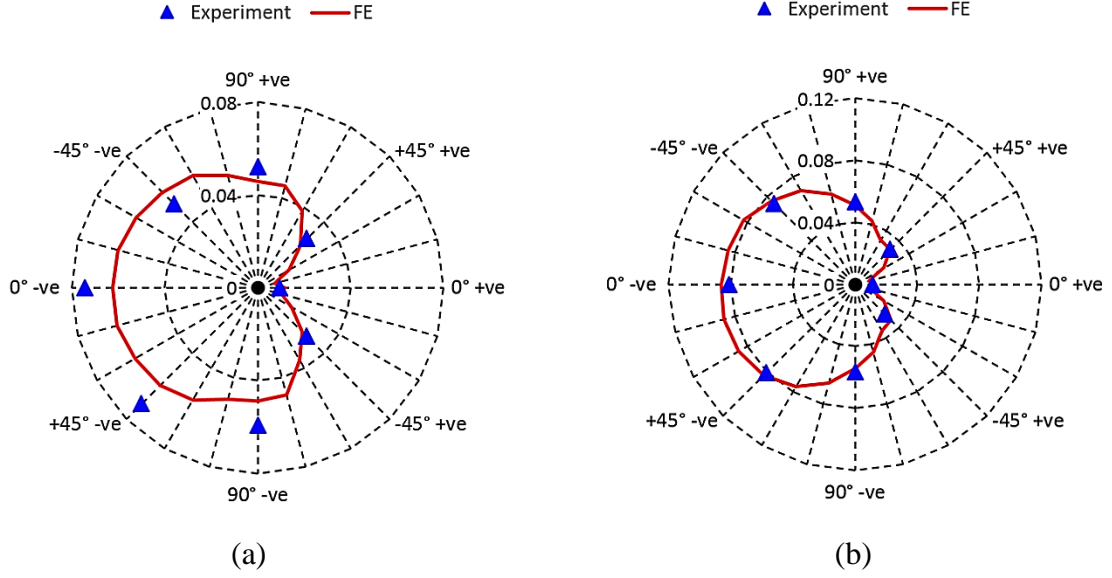 Experiment FE
90° +ve
0.08
-45° -ve
+45° +ve
0.04
0° -ve
0
0° +ve
+45° -ve
-45° +ve
90° -ve
(a)
Experiment FE
90° +ve
0.12
-45° -ve
+45° +ve
0.08
0.04
0° -ve
0
0° +ve
+45° -ve
-45° +ve
90° -ve
(b)